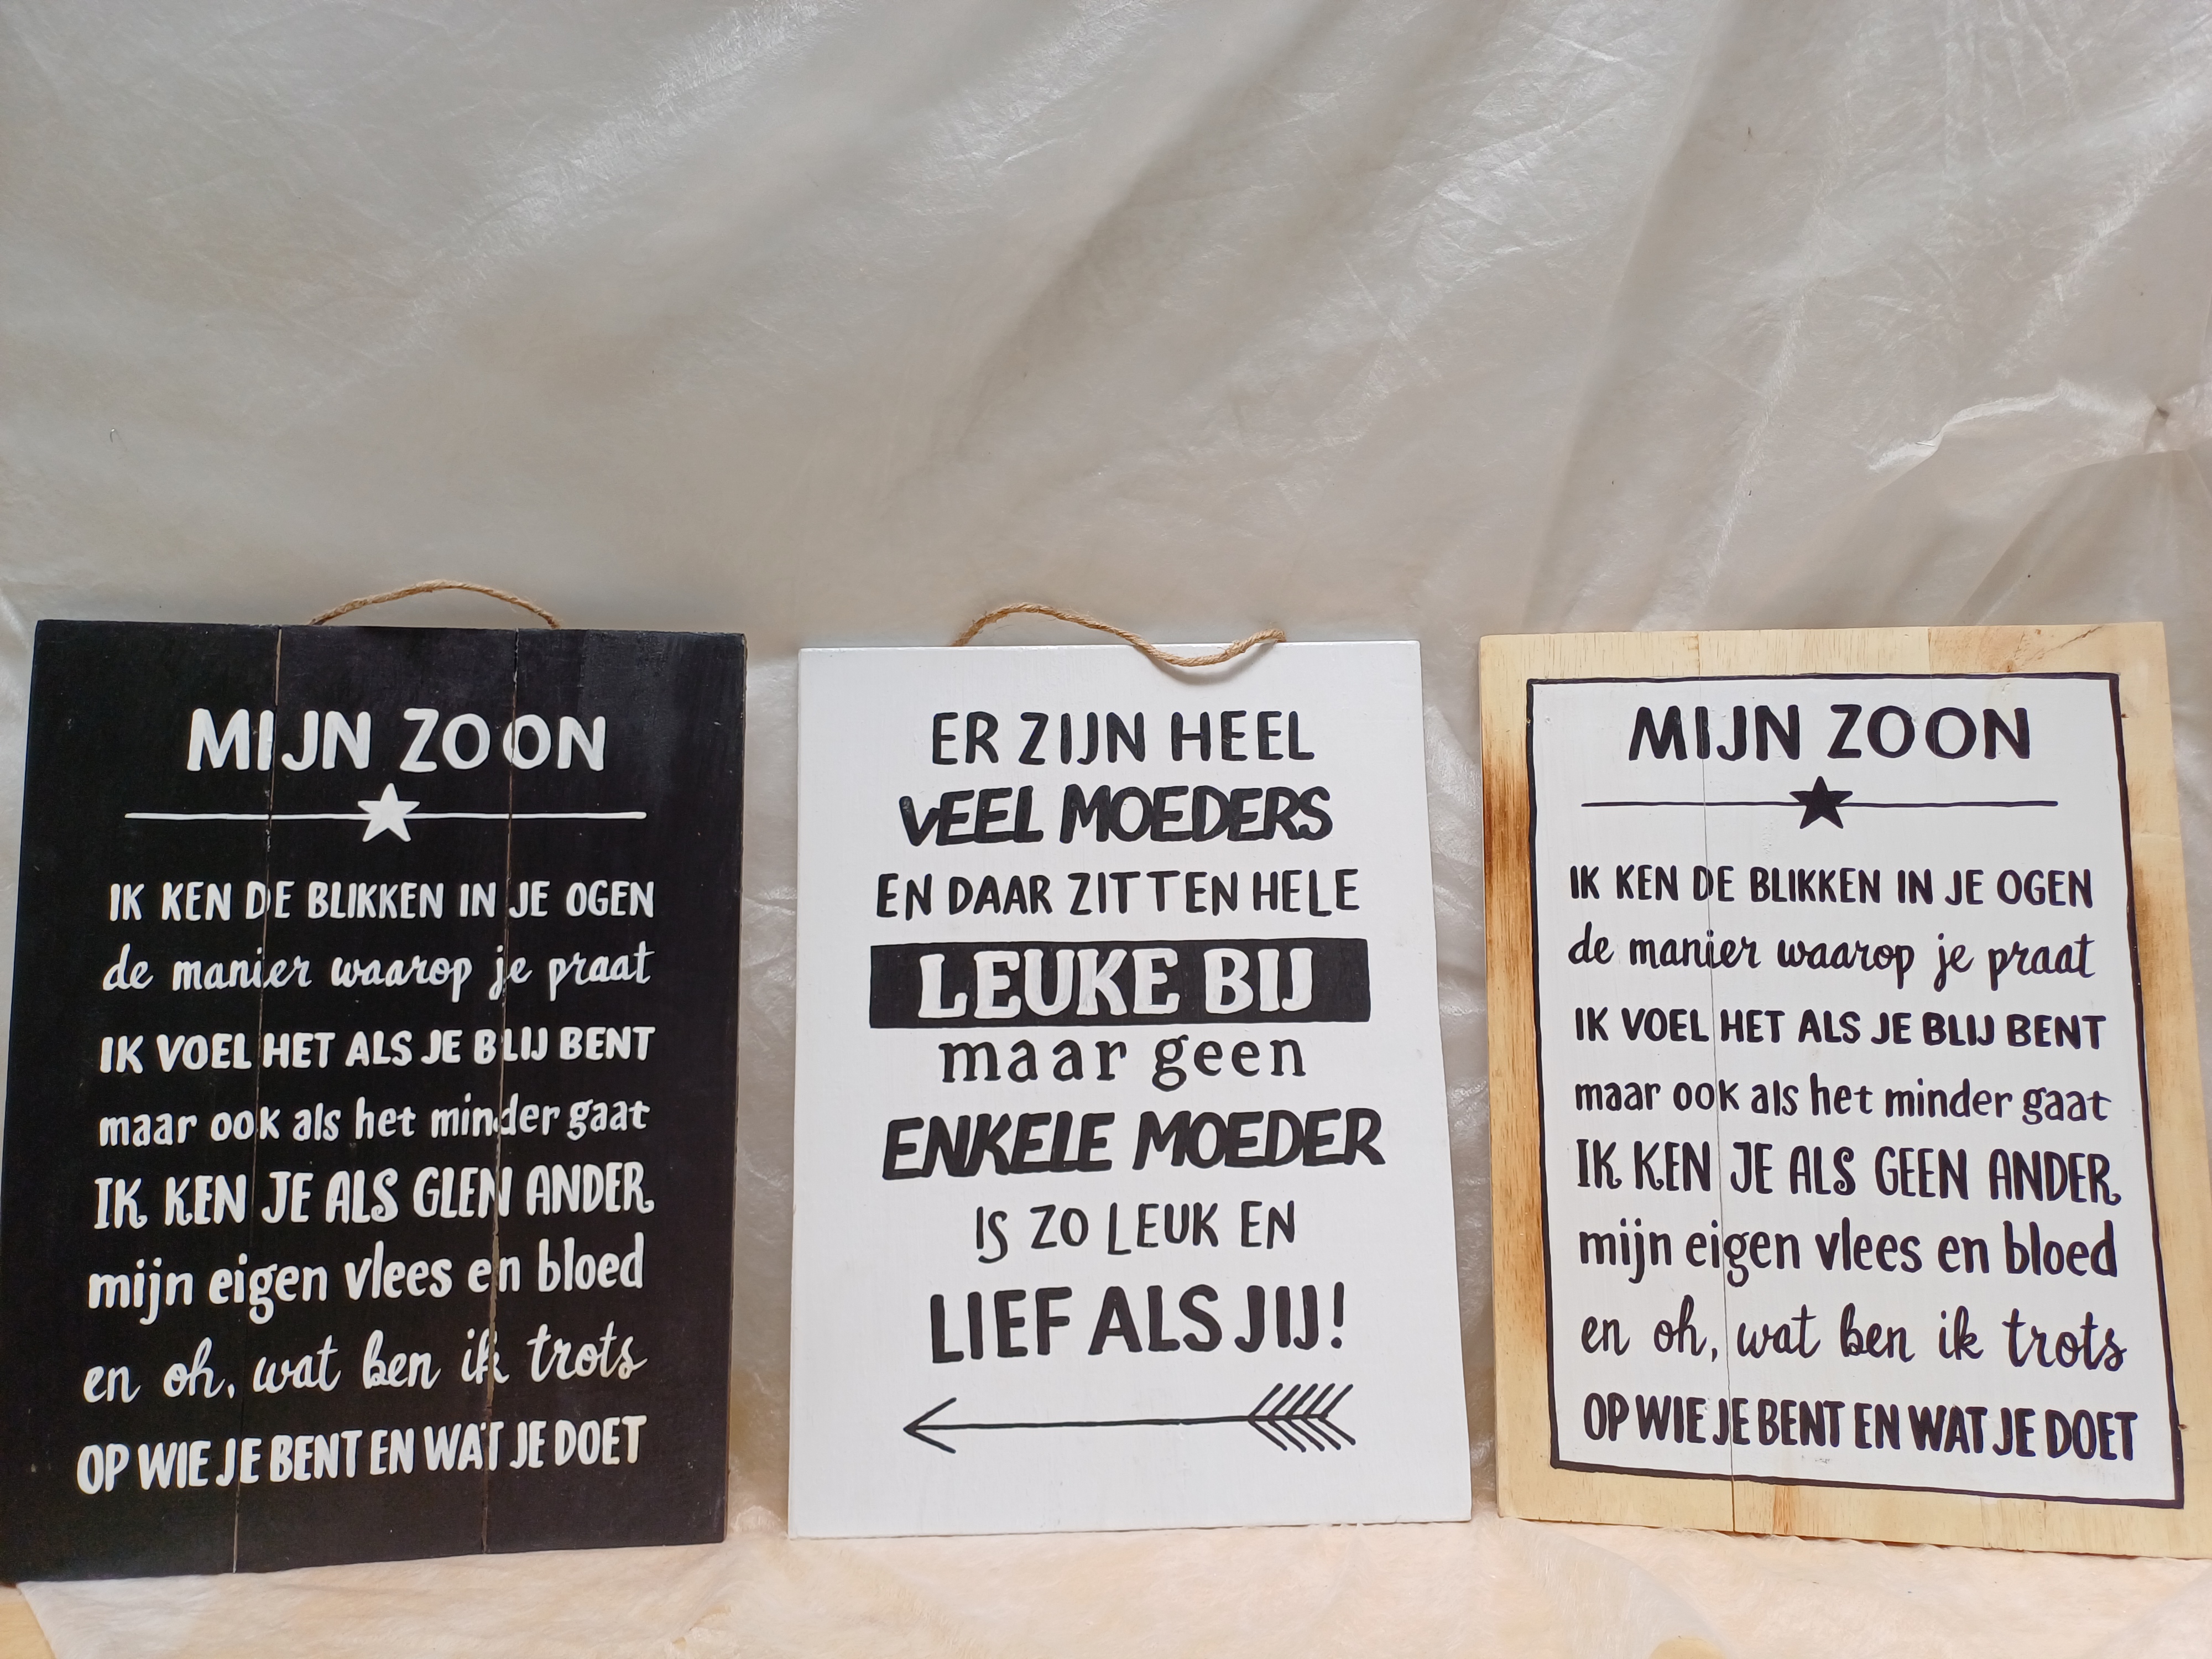 MIJN ZOON
IK KEN DE BLIKKEN IN JE OGEN
de manier waarop je praat
IK VOEL HET ALS JE BLIJ BENT
maar ook als het minder gaat
IK KEN JE ALS GLEN ANDER
mijn eigen vlees en bloed
en oh, wat ben ik trots
OP WIE JE BENT EN WAT JE DOET
ER ZIJN HEEL
VEEL MOEDERS
EN DAAR ZITTEN HELE
LEUKE BIJ
maar geen
ENKELE MOEDER
IS ZO LEUK EN
LIEF ALS JIJ!
MIJN ZOON
IK KEN DE BLIKKEN IN JE OGEN
de manier waarop je praat
IK VOEL HET ALS JE BLIJ BENT
maar ook als het minder gaat
IK KEN JE ALS GEEN ANDER
mijn eigen vlees en bloed
en oh, wat ben ik trots
OP WIE JE BENT EN WAT JE DOET